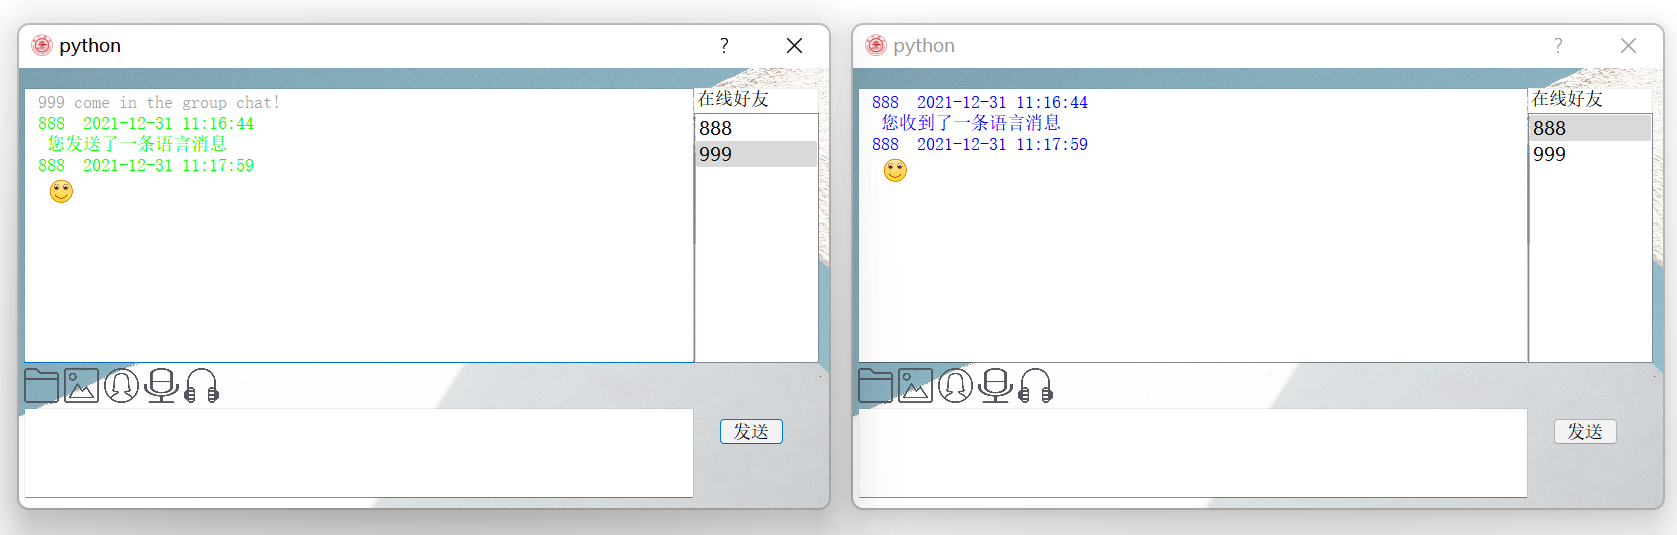 python
?
999 come in the group chat!
888 2021-12-31 11:16:44
您发送了一条语言消息
888 2021-12-31 11:17:59
在线好友
888
999
发送
python
?
888 2021-12-31 11:16:44
您收到了一条语言消息
888 2021-12-31 11:17:59
在线好友
888
999
发送